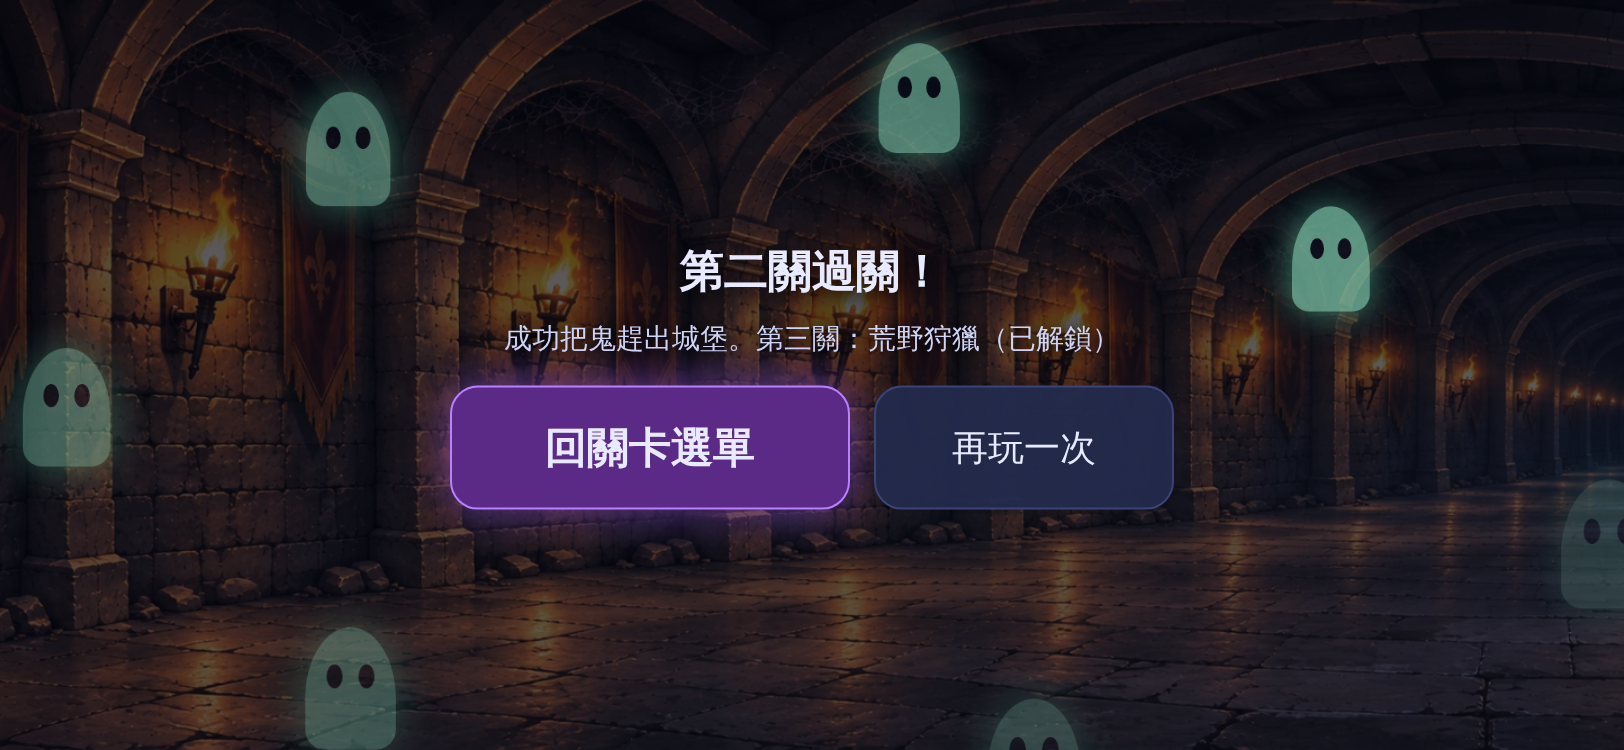 第二關過關！
成功把鬼趕出城堡。第三關：荒野狩獵（已解鎖）
回關卡選單
再玩一次